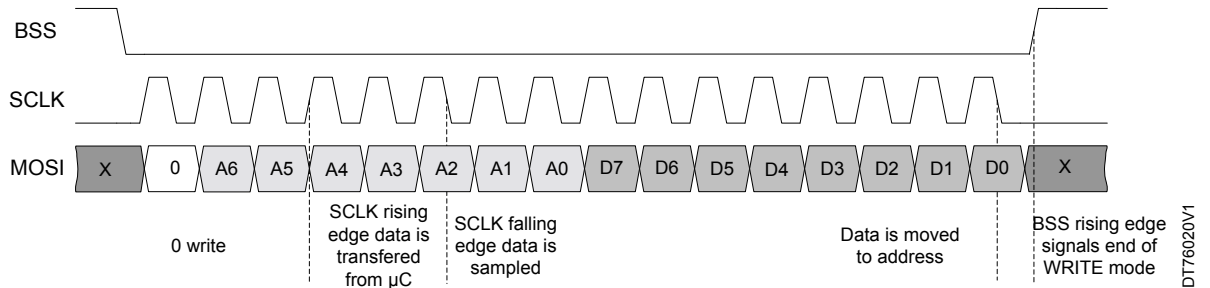 BSS
SCLK
MOSI
X 0 A6 A5 A4 A3 A2 A1 A0 D7 D6 D5 D4 D3 D2 D1 D0 X
0 write
SCLK rising
edge data is
transfered
from µC
SCLK falling
edge data is
sampled
Data is moved
to address
BSS rising edge
signals end of
WRITE mode
DT76020V1